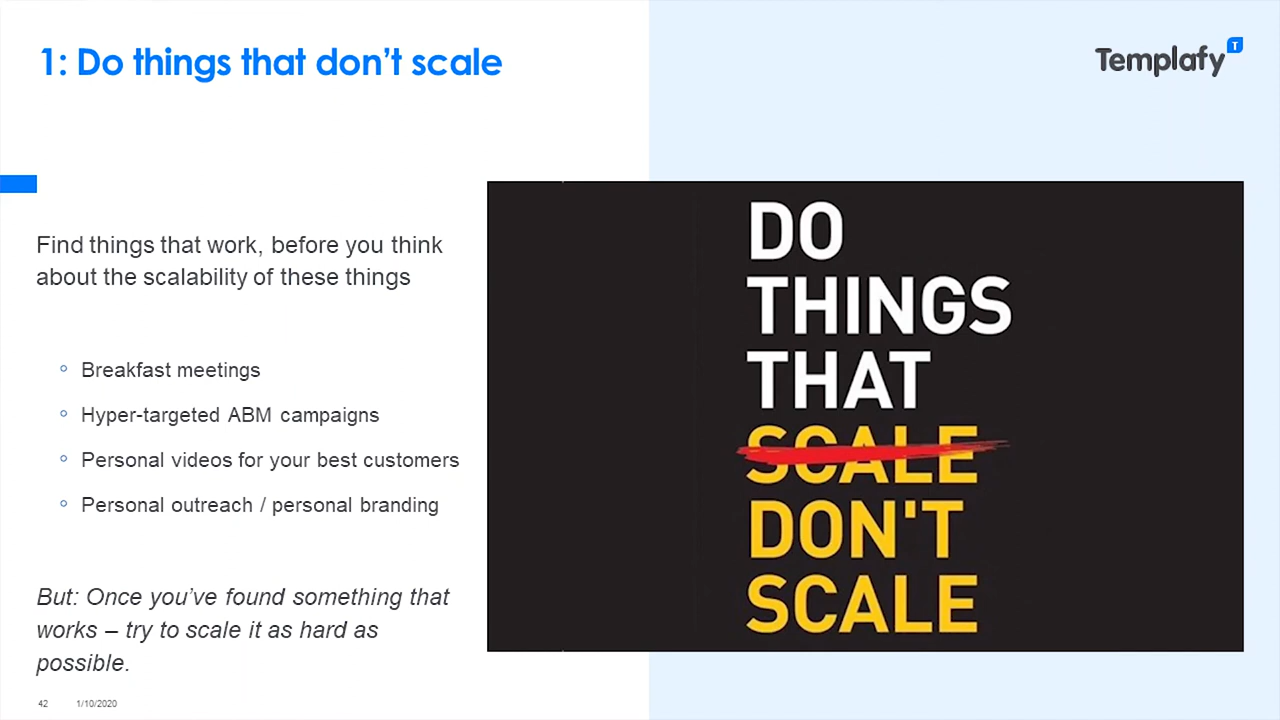 1: Do things that don’t scale
Templafy
T
Find things that work, before you think
about the scalability of these things
Breakfast meetings
Hyper-targeted ABM campaigns
Personal videos for your best customers
Personal outreach / personal branding
But: Once you’ve found something that
works – try to scale it as hard as
possible.
DO
THINGS
THAT
SCALE
DON'T
SCALE
42 1/10/2020